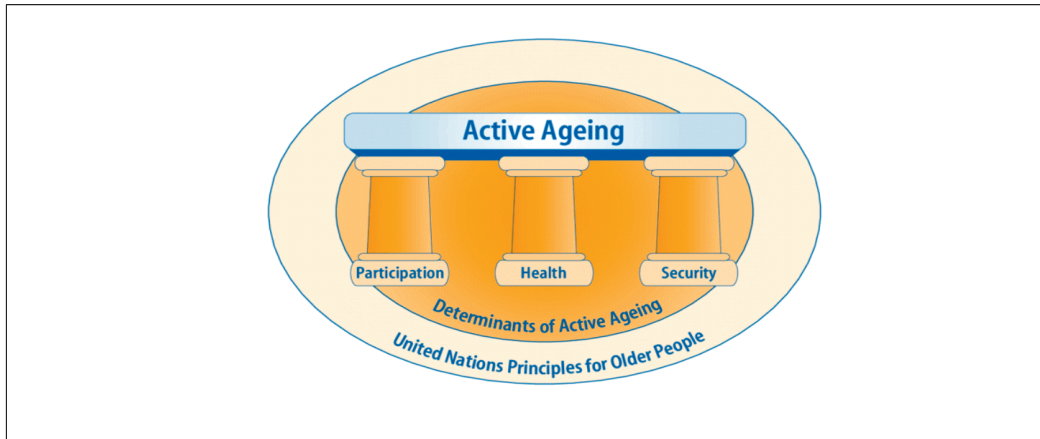 Active Ageing
Participation
Health
Security
Determinants of Active Ageing
United Nations Principles for Older People